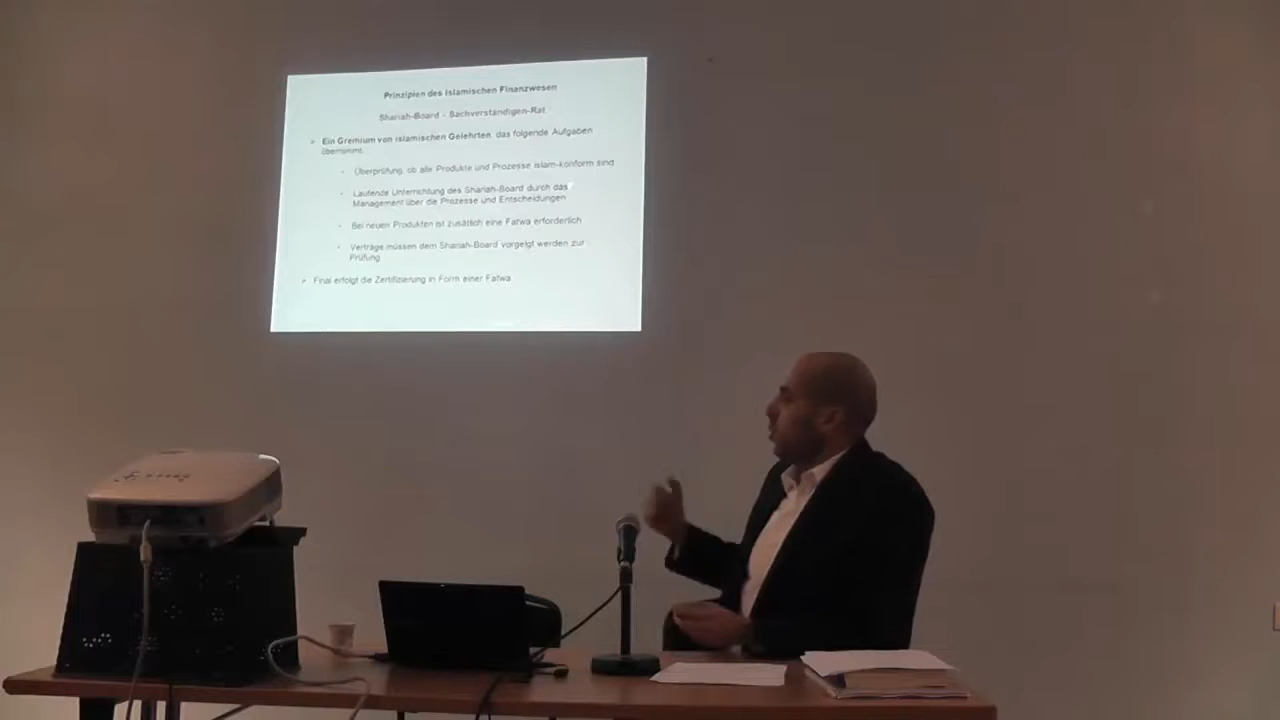 Prinzipien des Islamischen Finanzwesen
Shariah-Board - Sachverständigen-Rat
Ein Gremium von islamischen Gelehrten, das folgende Aufgaben
übernimmt
Überprüfung, ob alle Produkte und Prozesse islam-konform sind
Laufende Unterrichtung des Shariah-Board durch das
Management über die Prozesse und Entscheidungen
Bei neuen Produkten ist zusätzlich eine Fatwa erforderlich
Verträge müssen dem Shariah-Board vorgelgt werden zur
Prüfung
Final erfolgt die Zertifizierung in Form einer Fatwa